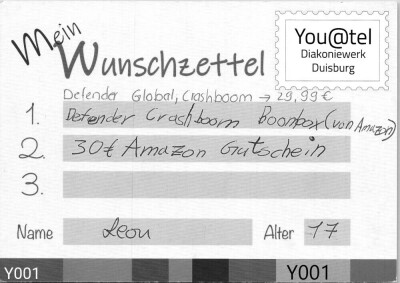 Mein
Wunschzettel
You@tel
Diakoniewerk
Duisburg
Defender Global, Crashboom → 29,99 €
1. Defender Crashboom Boombox (von Amazon)
2. 30€ Amazon Gutschein
3.
Name Leon Alter 17
Y001 Y001